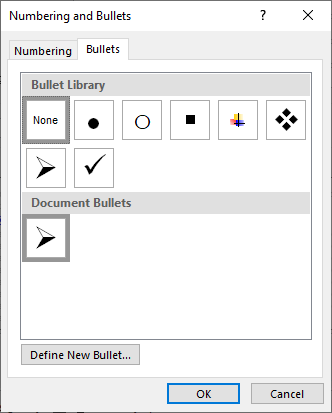 Numbering and Bullets ?
Numbering Bullets
Bullet Library
None
Document Bullets
Define New Bullet...
OK Cancel